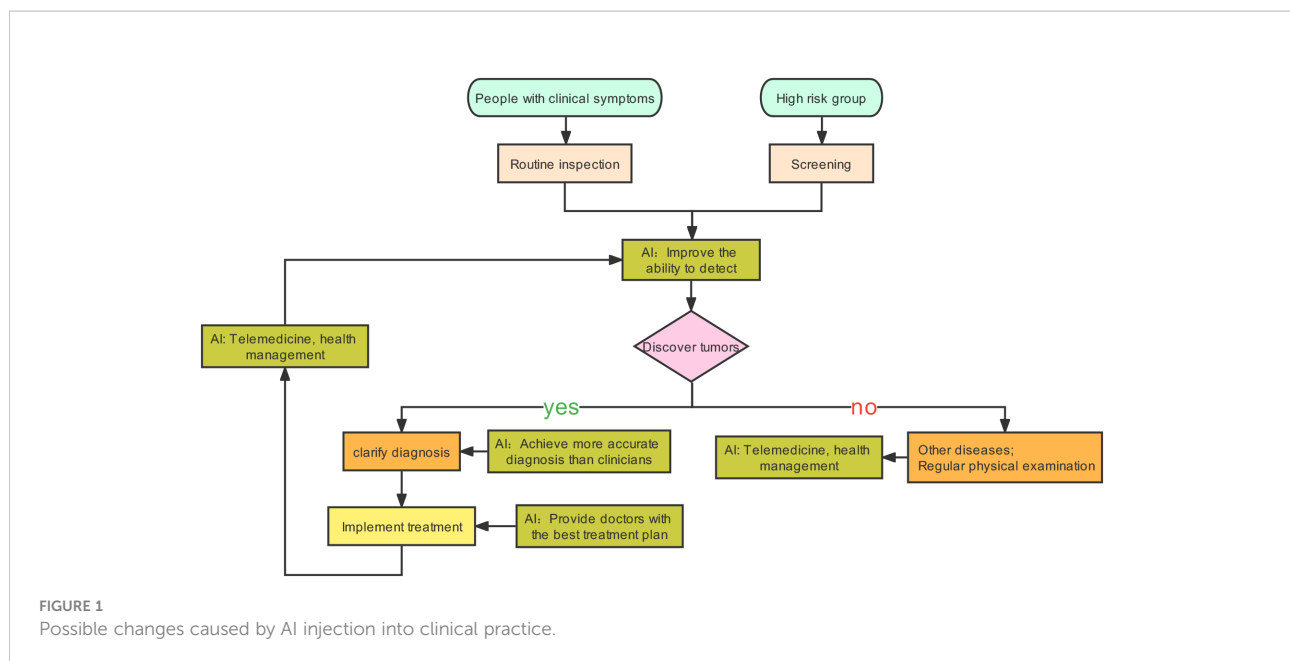 People with clinical symptoms
High risk group
Routine inspection
Screening
AI：Improve the
ability to detect
AI: Telemedicine, health
management
Discover tumors
yes
no
clarify diagnosis
AI：Achieve more accurate
diagnosis than clinicians
AI: Telemedicine, health
management
Other diseases;
Regular physical examination
Implement treatment
AI：Provide doctors with
the best treatment plan
FIGURE 1
Possible changes caused by AI injection into clinical practice.